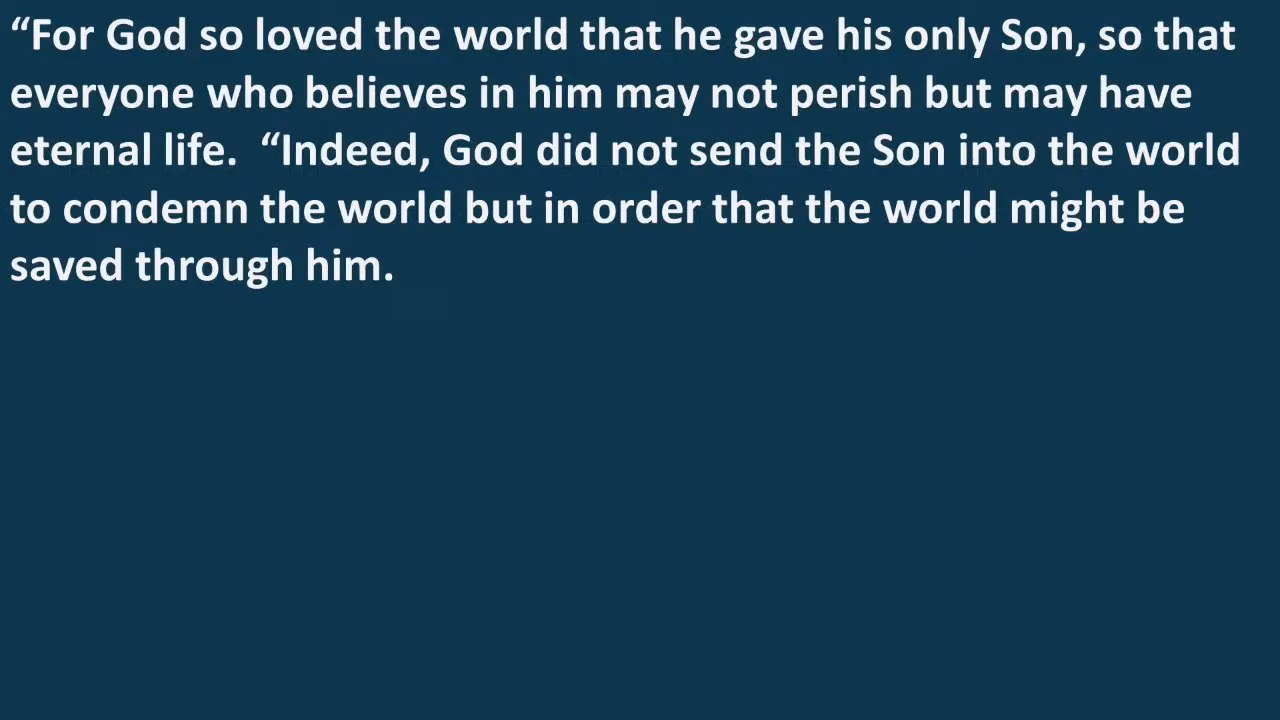 “For God so loved the world that he gave his only Son, so that
everyone who believes in him may not perish but may have
eternal life.  “Indeed, God did not send the Son into the world
to condemn the world but in order that the world might be
saved through him.